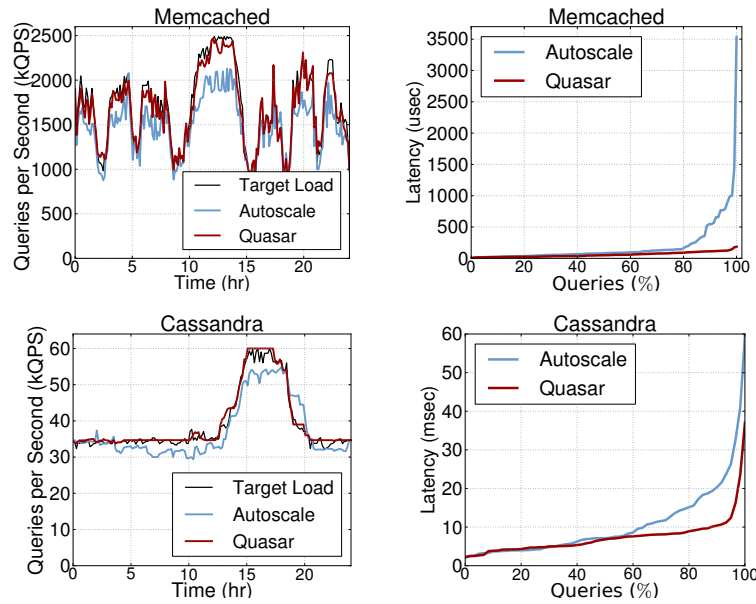 Memcached
Queries per Second (kQPS)
2500
2000
1500
1000
500
0
Target Load
Autoscale
Quasar
0 5 10 15 20
Time (hr)
Memcached
Latency (usec)
3500
3000
2500
2000
1500
1000
500
0
Autoscale
Quasar
0 20 40 60 80 100
Queries (%)
Cassandra
Queries per Second (kQPS)
60
50
40
30
20
10
0
Target Load
Autoscale
Quasar
0 5 10 15 20
Time (hr)
Cassandra
Latency (msec)
60
50
40
30
20
10
0
Autoscale
Quasar
0 20 40 60 80 100
Queries (%)